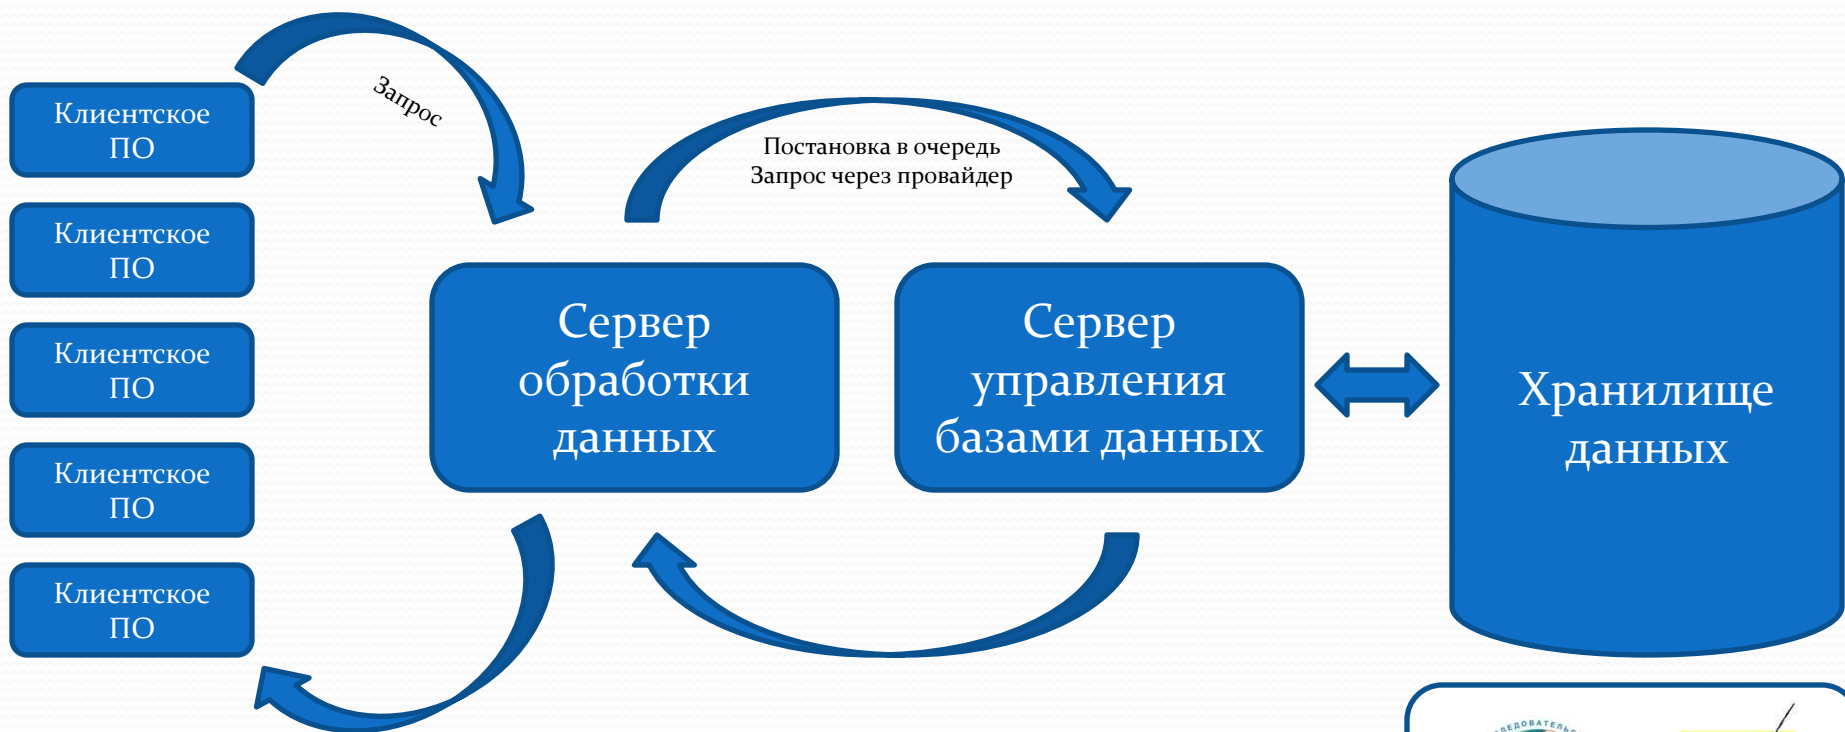 Клиентское
ПО
Клиентское
ПО
Клиентское
ПО
Клиентское
ПО
Клиентское
ПО
Запрос
Постановка в очередь
Запрос через провайдер
Сервер
обработки
данных
Сервер
управления
базами данных
Хранилище
данных